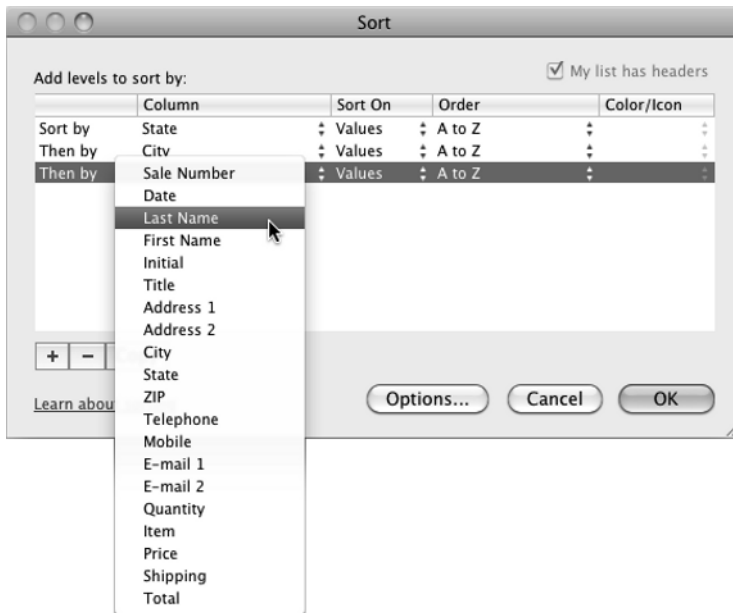 Sort
Add levels to sort by:
My list has headers
Column Sort On Order Color/Icon
Sort by State Values A to Z
Then by City Values A to Z
Then by Values A to Z
Sale Number
Date
Last Name
First Name
Initial
Title
Address 1
Address 2
City
State
ZIP
Telephone
Mobile
E-mail 1
E-mail 2
Quantity
Item
Price
Shipping
Total
+ −
Learn abou
Options... Cancel OK